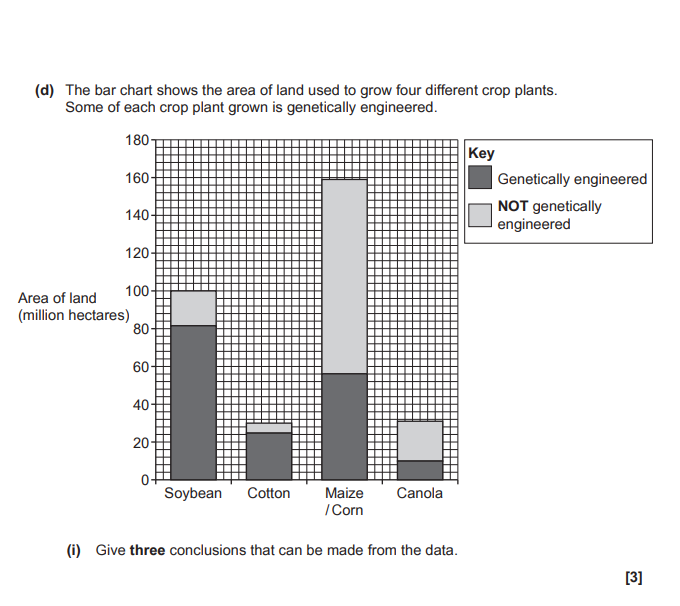 (d) The bar chart shows the area of land used to grow four different crop plants.
Some of each crop plant grown is genetically engineered.
180
160
140
120
100
80
60
40
20
0
Area of land
(million hectares)
Soybean
Cotton
Maize
/ Corn
Canola
Key
Genetically engineered
NOT genetically
engineered
(i) Give three conclusions that can be made from the data.
[3]